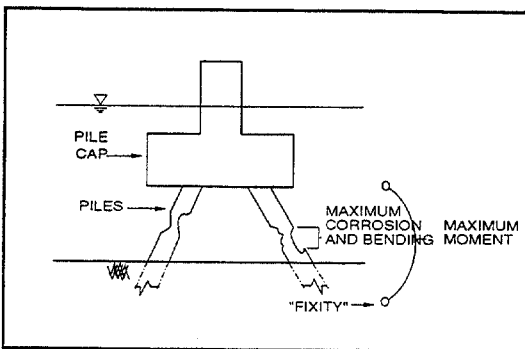 PILE
CAP
PILES
MAXIMUM
CORROSION
AND BENDING
MAXIMUM
MOMENT
"FIXITY"